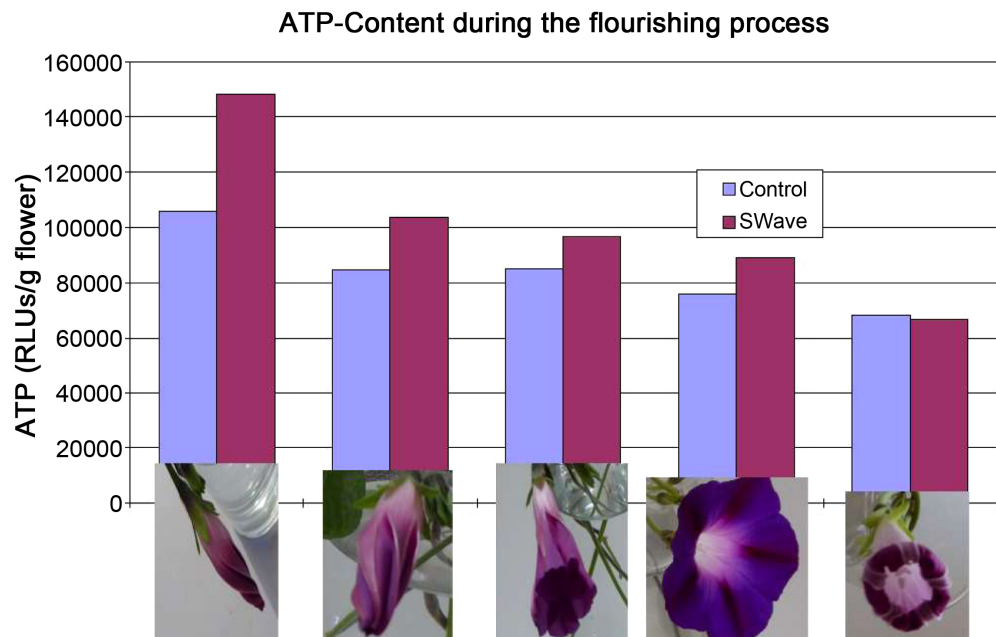 ATP-Content during the flourishing process
ATP (RLUs/g flower)
160000
140000
120000
100000
80000
60000
40000
20000
0
Control
SWave